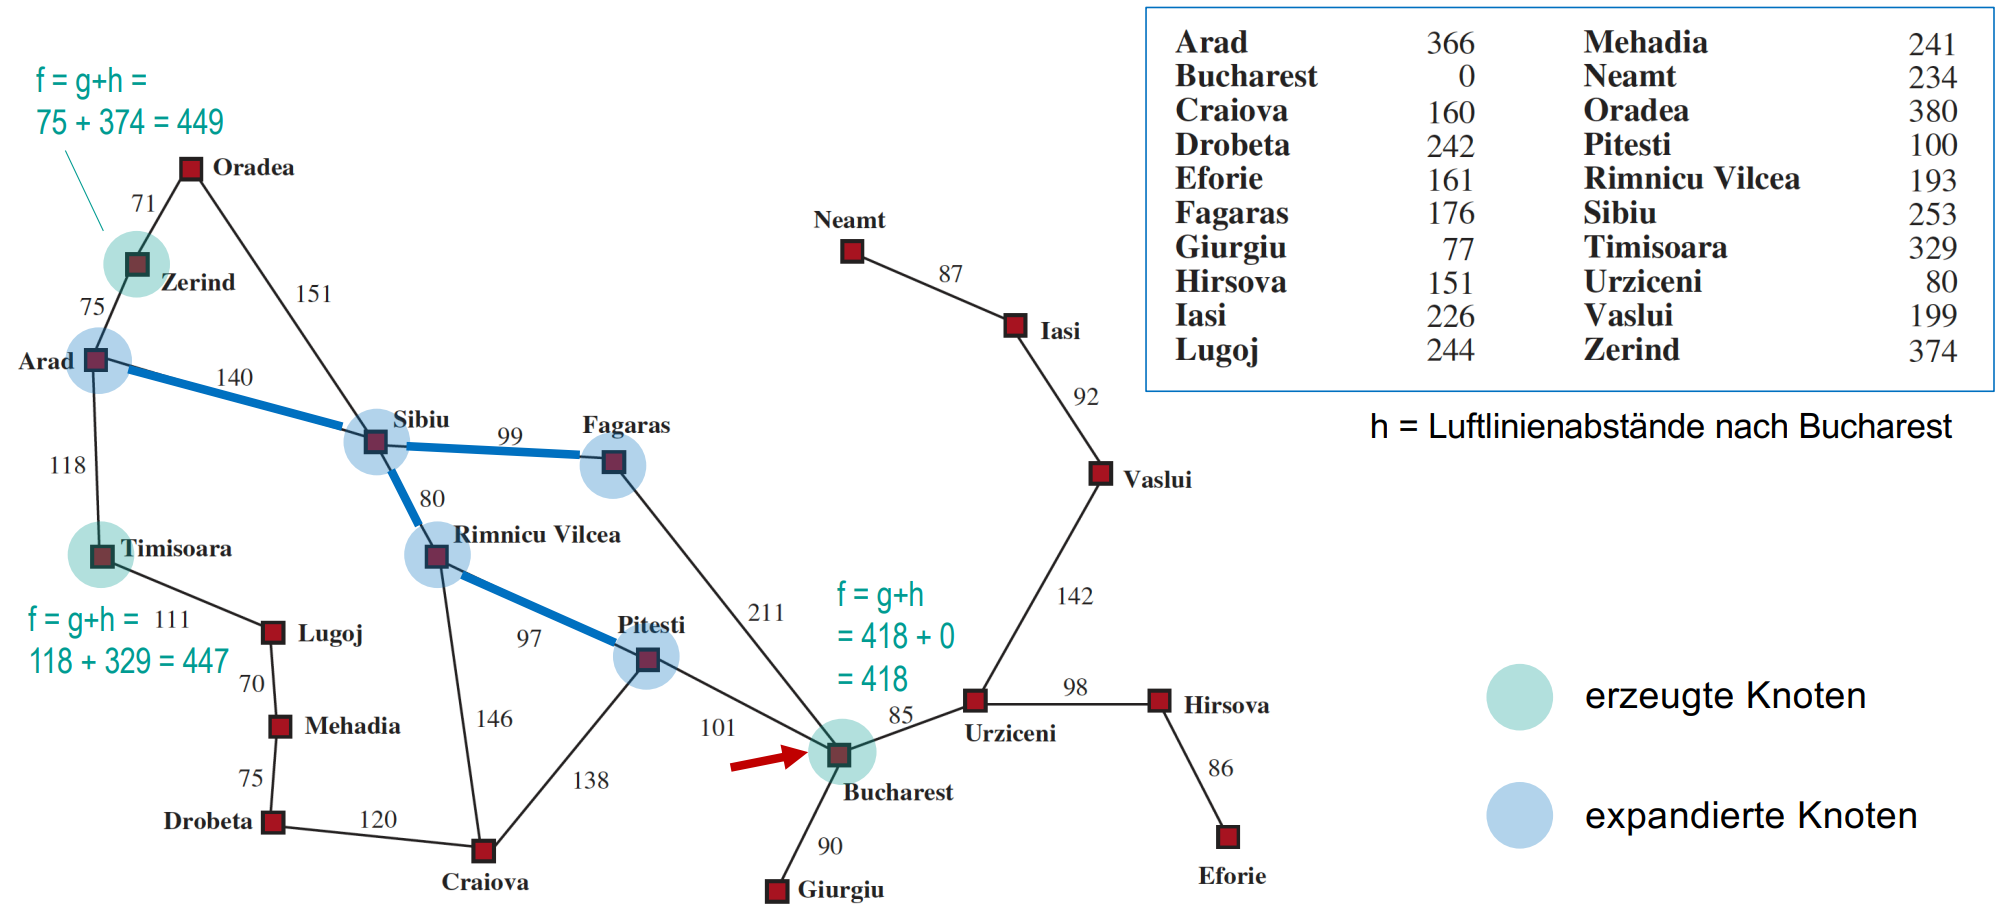 f = g+h =
75 + 374 = 449
Oradea
71
Zerind
75
151
Arad
140
Sibiu
99
Fagaras
118
80
Rimnicu Vilcea
Timisoara
f = g+h =
118 + 329 = 447
111
Lugoj
97
Pitesti
211
70
Mehadia
146
101
75
138
Drobeta
120
Craiova
f = g+h
= 418 + 0
= 418
85
Bucharest
90
Giurgiu
Neamt
87
Iasi
92
Vaslui
142
98
Urziceni
Hirsova
86
Eforie
Arad 366 Mehadia 241
Bucharest 0 Neamt 234
Craiova 160 Oradea 380
Drobeta 242 Pitesti 100
Eforie 161 Rimnicu Vilcea 193
Fagaras 176 Sibiu 253
Giurgiu 77 Timisoara 329
Hirsova 151 Urziceni 80
Iasi 226 Vaslui 199
Lugoj 244 Zerind 374
h = Luftlinienabstände nach Bucharest
erzeugte Knoten
expandierte Knoten